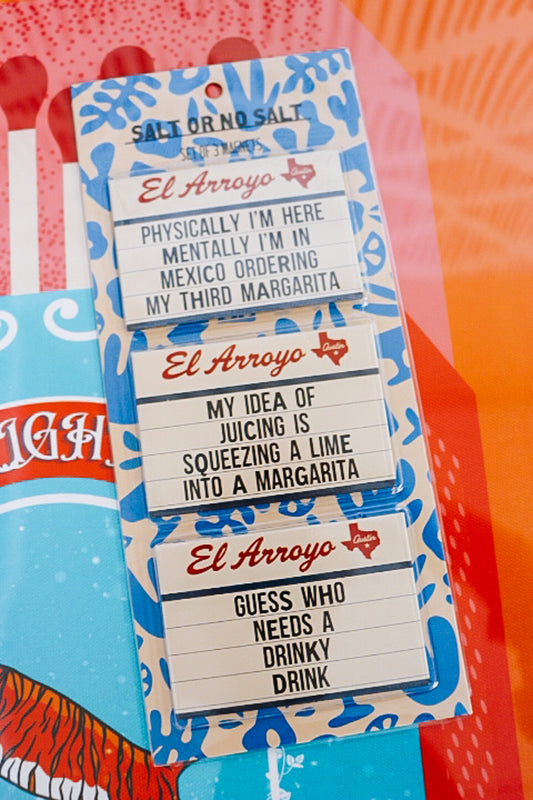 SALT OR NO SALT
SET OF 3 MAGNETS
El Arroyo Austin
PHYSICALLY I'M HERE
MENTALLY I'M IN
MEXICO ORDERING
MY THIRD MARGARITA
El Arroyo Austin
MY IDEA OF
JUICING IS
SQUEEZING A LIME
INTO A MARGARITA
El Arroyo Austin
GUESS WHO
NEEDS A
DRINKY
DRINK
IGH